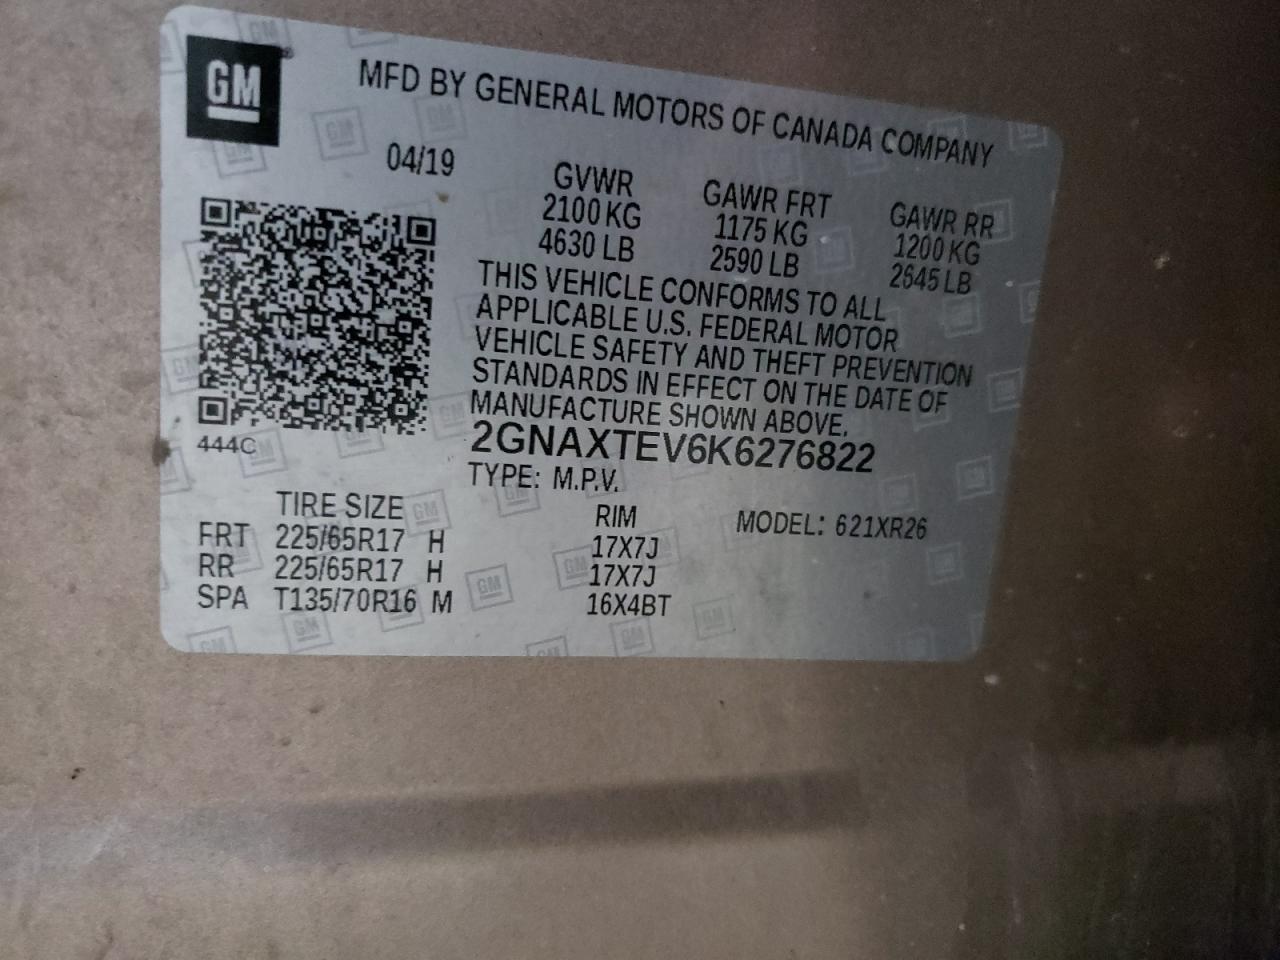 GM
MFD BY GENERAL MOTORS OF CANADA COMPANY
04/19
GVWR GAWR FRT GAWR RR
2100 KG 1175 KG 1200 KG
4630 LB 2590 LB 2645 LB
THIS VEHICLE CONFORMS TO ALL
APPLICABLE U.S. FEDERAL MOTOR
VEHICLE SAFETY AND THEFT PREVENTION
STANDARDS IN EFFECT ON THE DATE OF
MANUFACTURE SHOWN ABOVE.
444C
2GNAXTEV6K6276822
TYPE: M.P.V.
TIRE SIZE RIM MODEL: 621XR26
FRT 225/65R17 H 17X7J
RR 225/65R17 H 17X7J
SPA T135/70R16 M 16X4BT